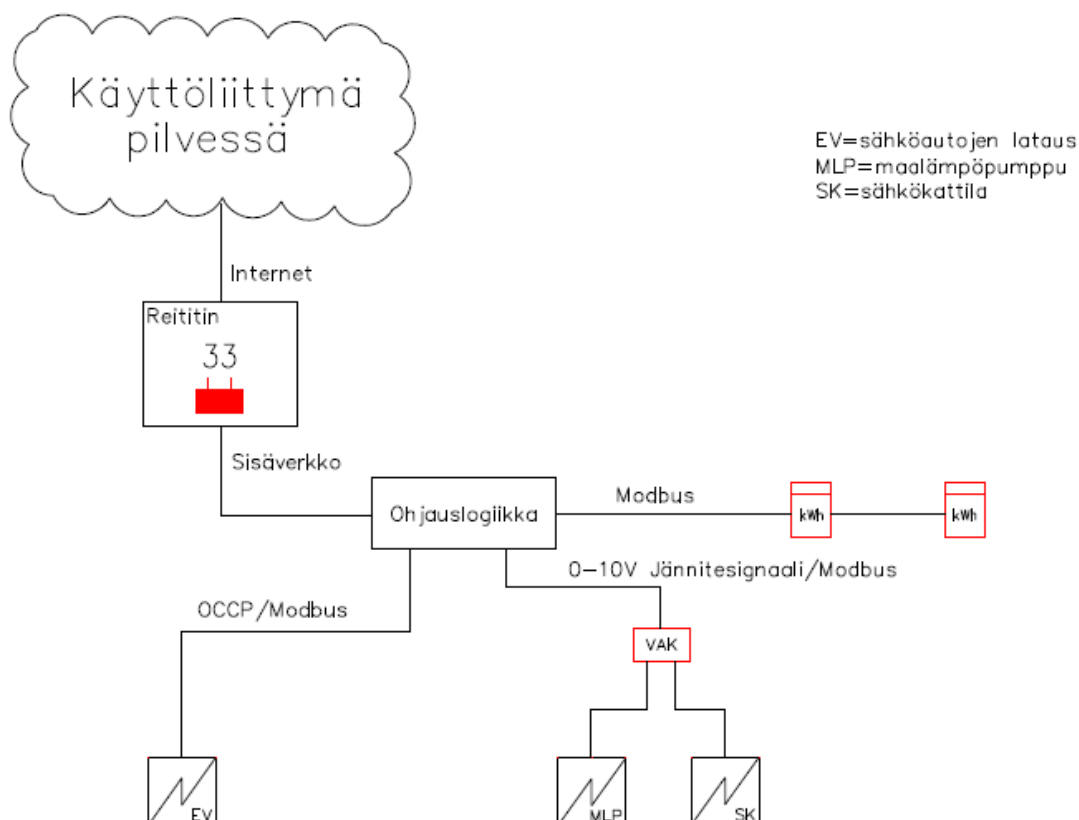 Käyttöliittymä
pilvessä
EV=sähköautojen lataus
MLP=maalämpöpumppu
SK=sähkökattila
Internet
Reititin
33
Sisäverkko
Ohjauslogiikka
Modbus
kWh
kWh
0-10V Jännitesignaali/Modbus
OCCP/Modbus
VAK
EV
MLP
SK